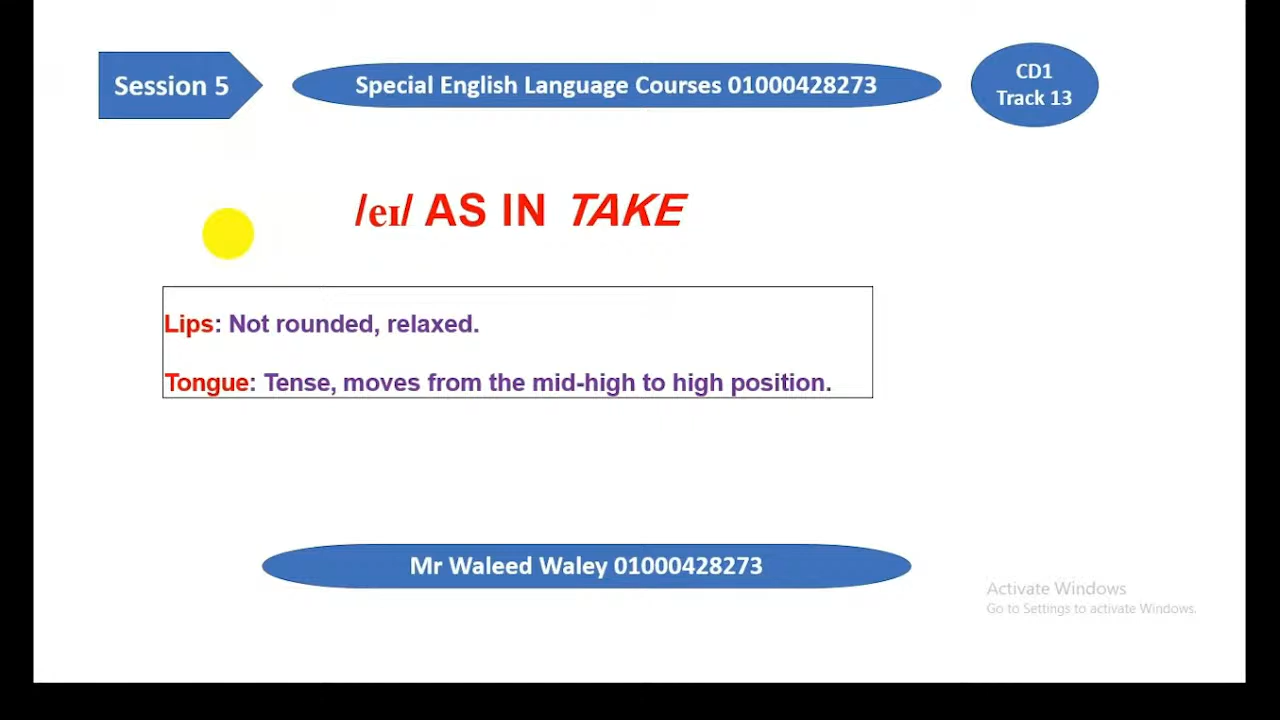 Session 5
Special English Language Courses 01000428273
CD1
Track 13
/eɪ/ AS IN TAKE
Lips: Not rounded, relaxed.
Tongue: Tense, moves from the mid-high to high position.
Mr Waleed Waley 01000428273
Activate Windows
Go to Settings to activate Windows.